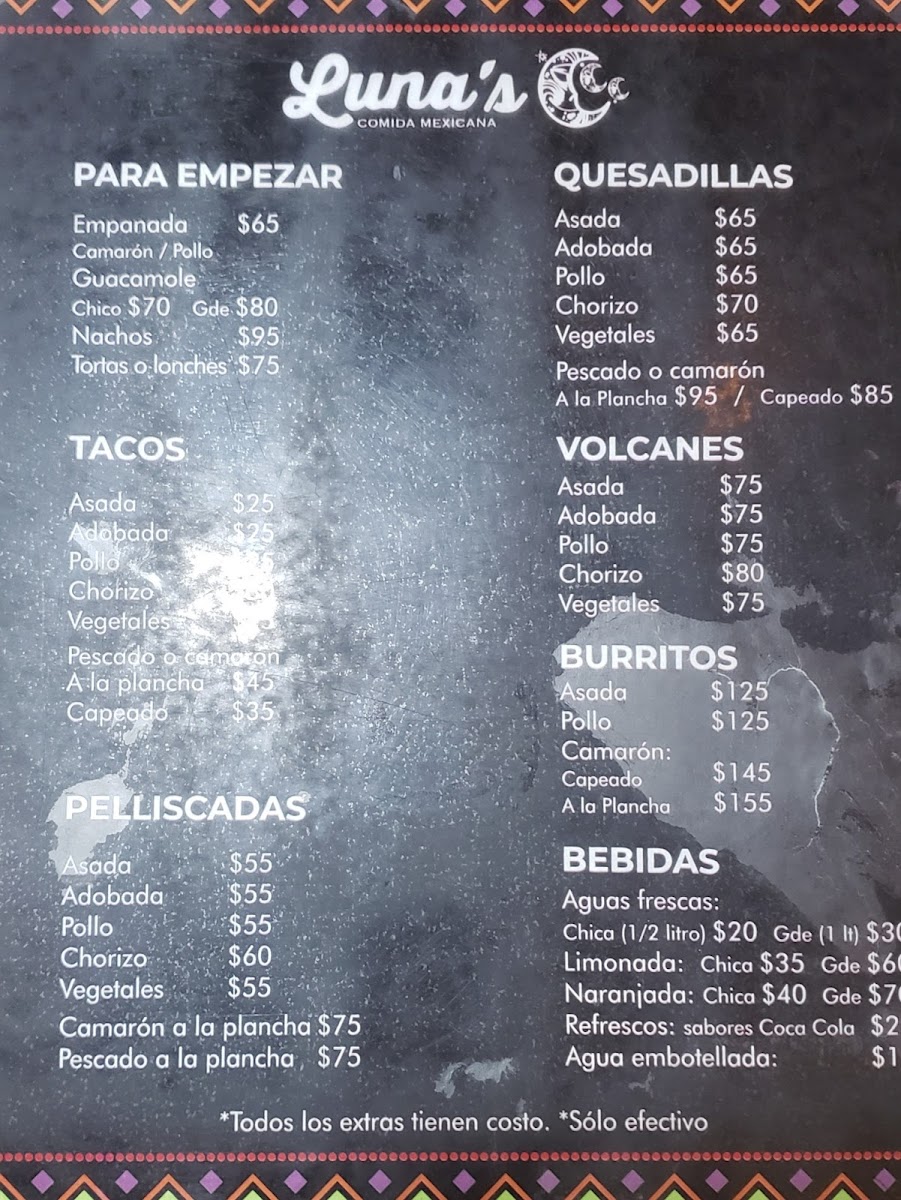 Luna's
COMIDA MEXICANA
PARA EMPEZAR
Empanada $65
Camarón / Pollo
Guacamole
Chico $70 Gde $80
Nachos $95
Tortas o lonches $75
TACOS
Asada $25
Adobada $25
Pollo
Chorizo
Vegetales
Pescado o camarón
A la plancha $45
Capeado $35
PELLISCADAS
Asada $55
Adobada $55
Pollo $55
Chorizo $60
Vegetales $55
Camarón a la plancha $75
Pescado a la plancha $75
QUESADILLAS
Asada $65
Adobada $65
Pollo $65
Chorizo $70
Vegetales $65
Pescado o camarón
A la Plancha $95 / Capeado $85
VOLCANES
Asada $75
Adobada $75
Pollo $75
Chorizo $80
Vegetales $75
BURRITOS
Asada $125
Pollo $125
Camarón:
Capeado $145
A la Plancha $155
BEBIDAS
Aguas frescas:
Chica (1/2 litro) $20 Gde (1 lt) $30
Limonada: Chica $35 Gde $60
Naranjada: Chica $40 Gde $70
Refrescos: sabores Coca Cola
Agua embotellada:
*Todos los extras tienen costo. *Sólo efectivo